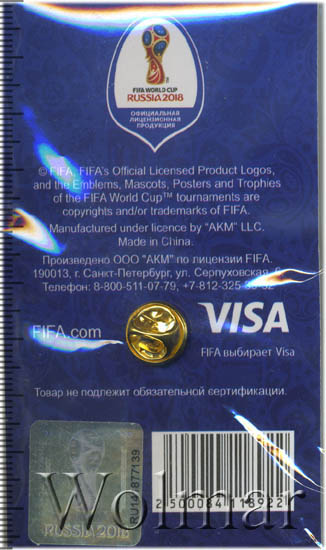 FIFA WORLD CUP
RUSSIA 2018
ОФИЦИАЛЬНАЯ
ЛИЦЕНЗИОННАЯ
ПРОДУКЦИЯ
© FIFA, FIFA's Official Licensed Product Logos,
and the Emblems, Mascots, Posters and Trophies
of the FIFA World Cup™ tournaments are
copyrights and/or trademarks of FIFA.
Manufactured under licence by "AKM" LLC.
Made in China.
Произведено ООО "АКМ" по лицензии FIFA.
190013, г. Санкт-Петербург, ул. Серпуховская, 6
Телефон: 8-800-511-07-79,
FIFA.com
VISA
FIFA выбирает Visa
Товар не подлежит обязательной сертификации.
RUSSIA 2018
Wolmar